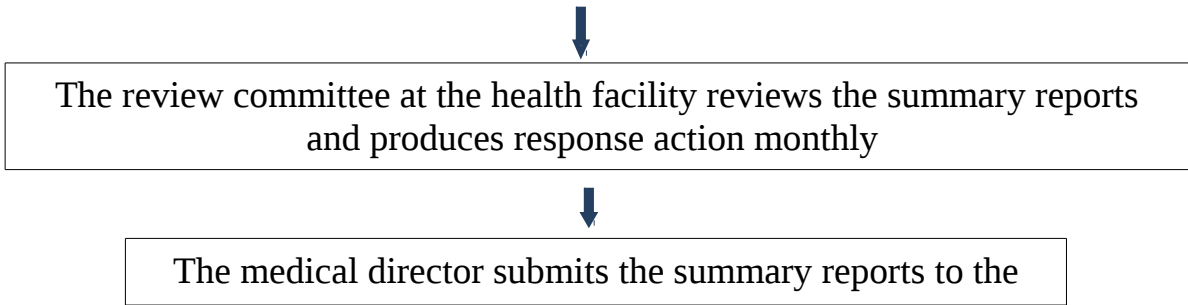 The review committee at the health facility reviews the summary reports
and produces response action monthly
The medical director submits the summary reports to the